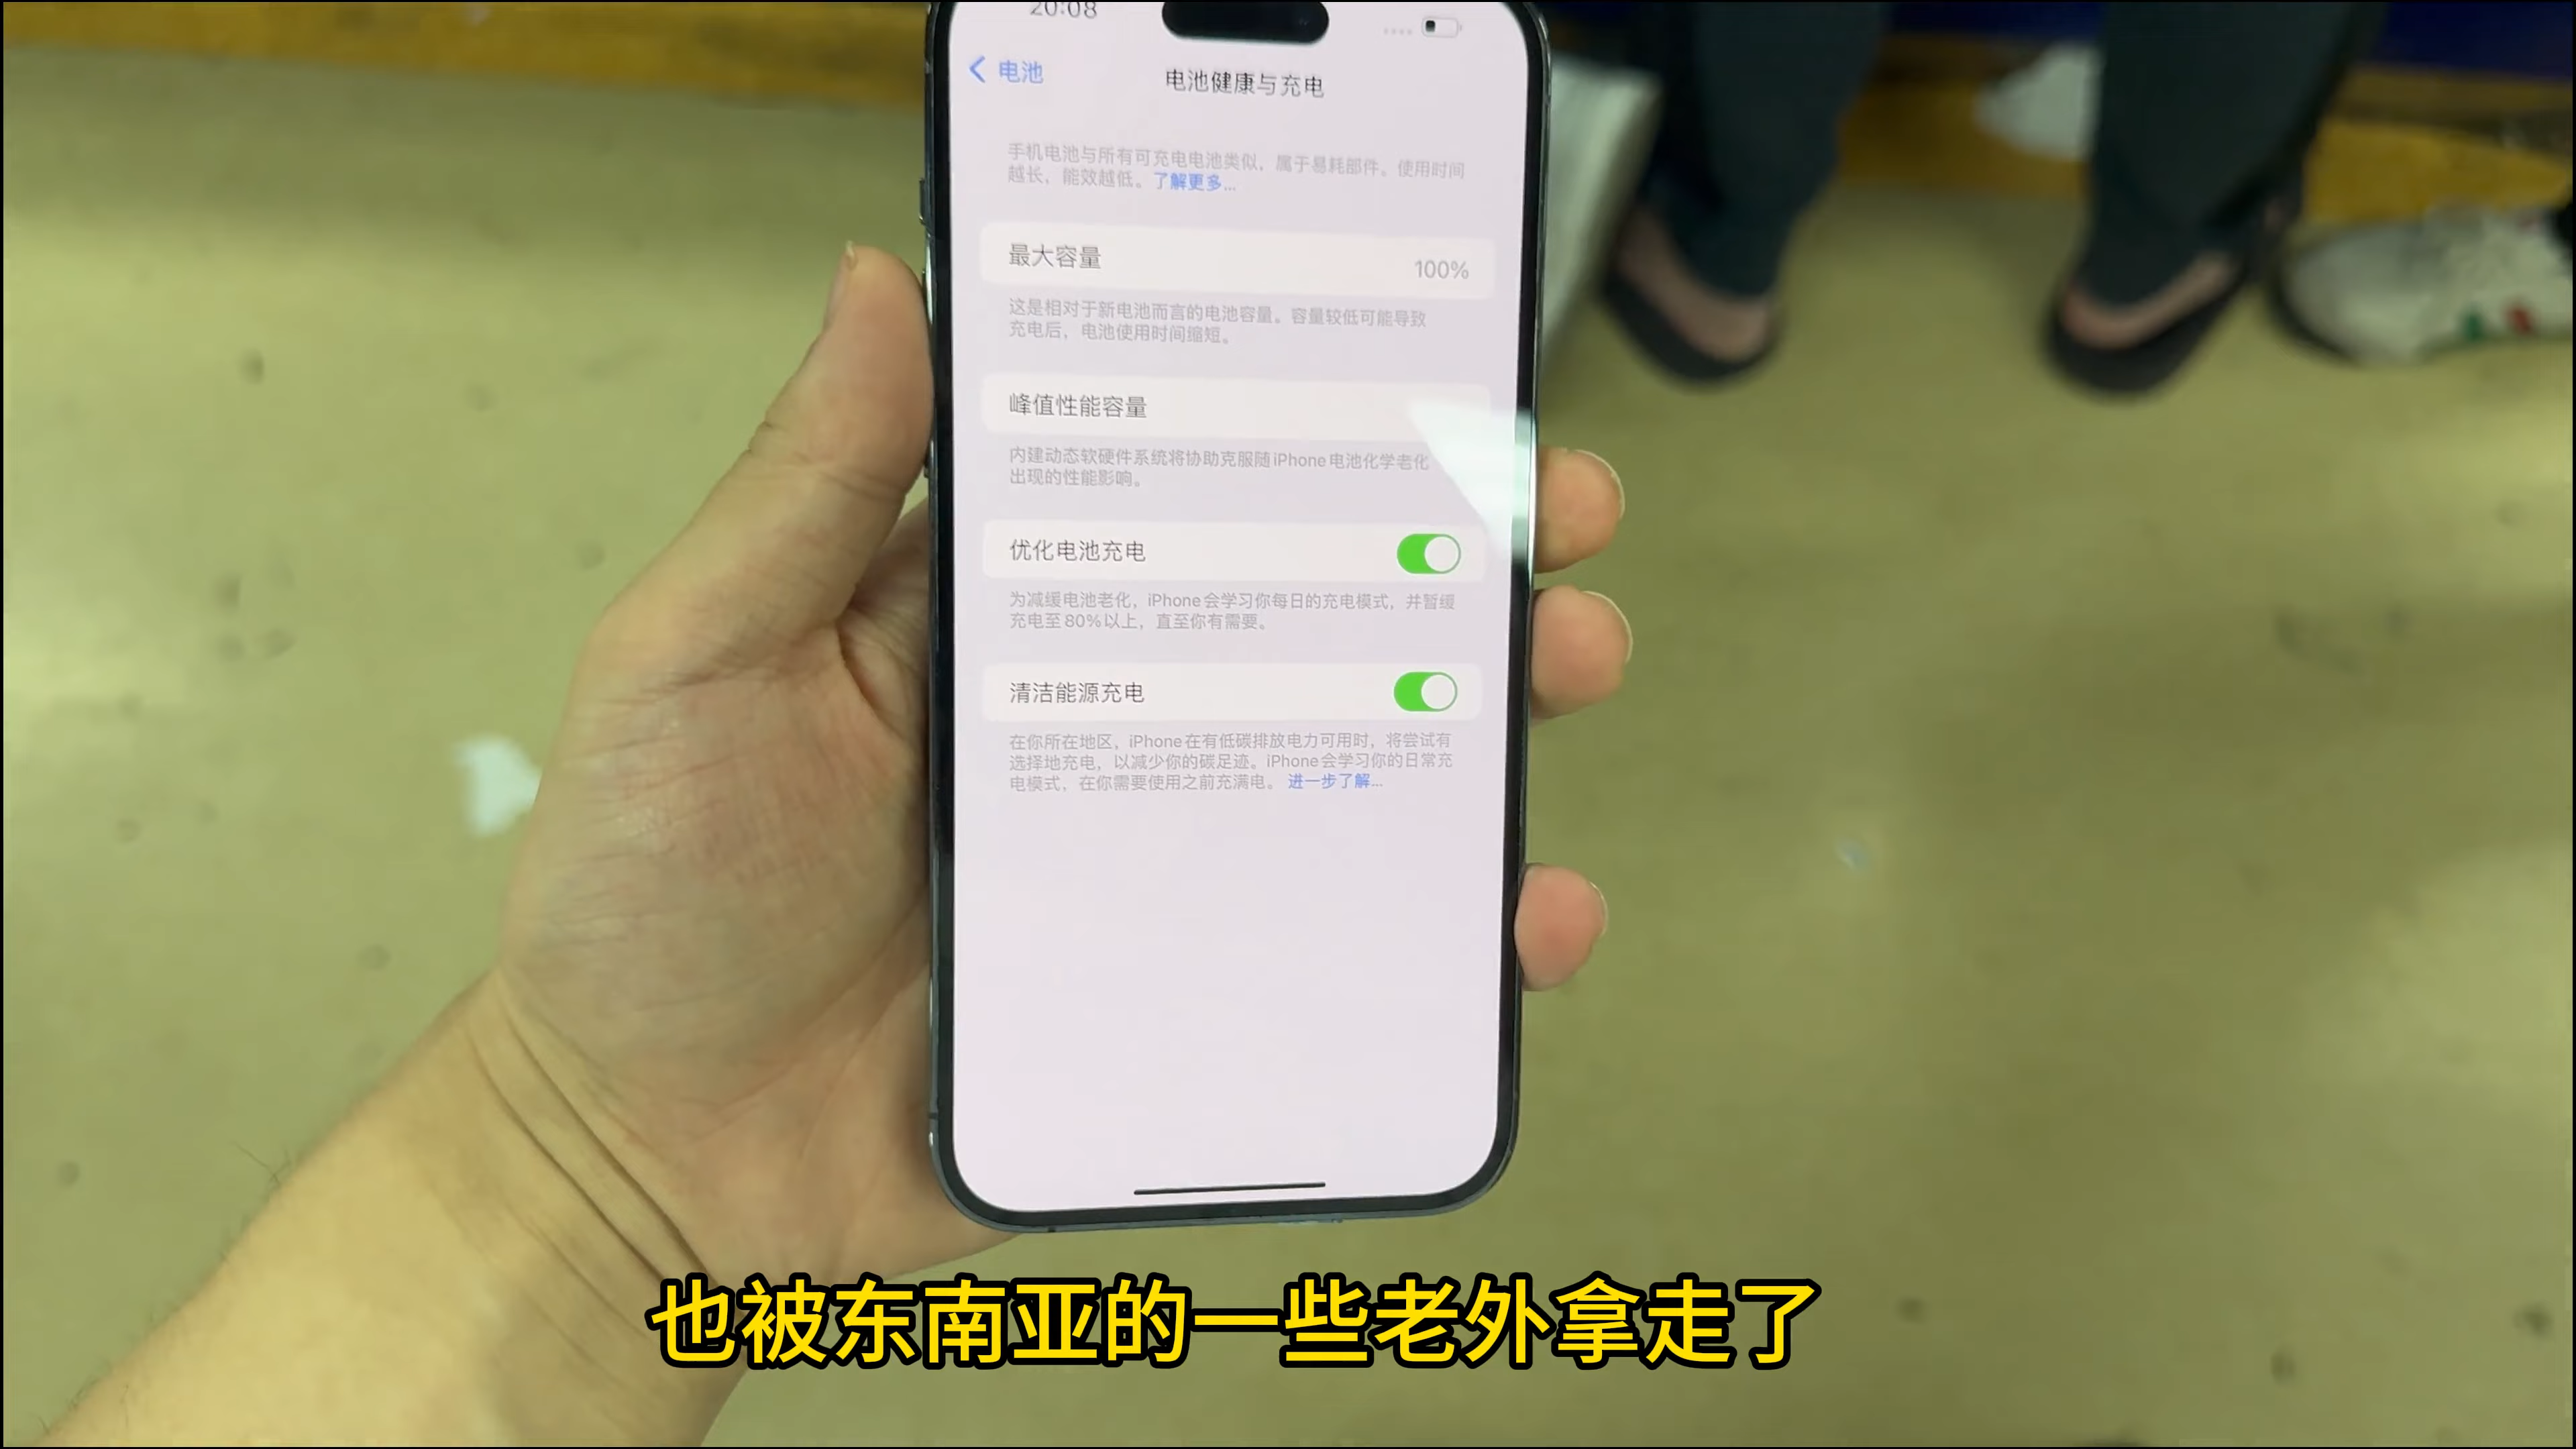 20:08
电池
电池健康与充电
手机电池与所有可充电电池类似，属于易耗部件。使用时间
越长，能效越低。了解更多...
最大容量
100%
这是相对于新电池而言的电池容量。容量较低可能导致
充电后，电池使用时间缩短。
峰值性能容量
内建动态软硬件系统将协助克服随iPhone电池化学老化
出现的性能影响。
优化电池充电
为减缓电池老化，iPhone会学习你每日的充电模式，并暂缓
充电至80%以上，直至你有需要。
清洁能源充电
在你所在地区，iPhone在有低碳排放电力可用时，将尝试有
选择地充电，以减少你的碳足迹。iPhone会学习你的日常充
电模式，在你需要使用之前充满电。进一步了解...
也被东南亚的一些老外拿走了